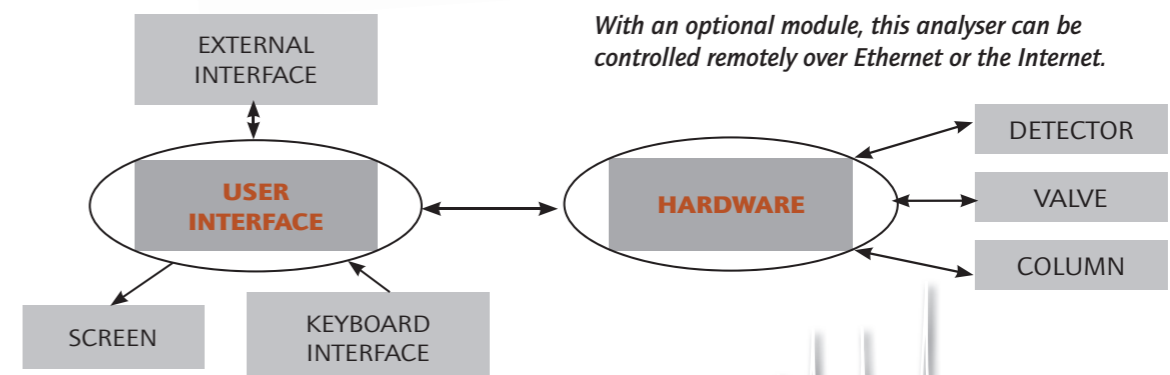 With an optional module, this analyser can be
controlled remotely over Ethernet or the Internet.
EXTERNAL
INTERFACE
USER
INTERFACE
SCREEN
KEYBOARD
INTERFACE
HARDWARE
DETECTOR
VALVE
COLUMN